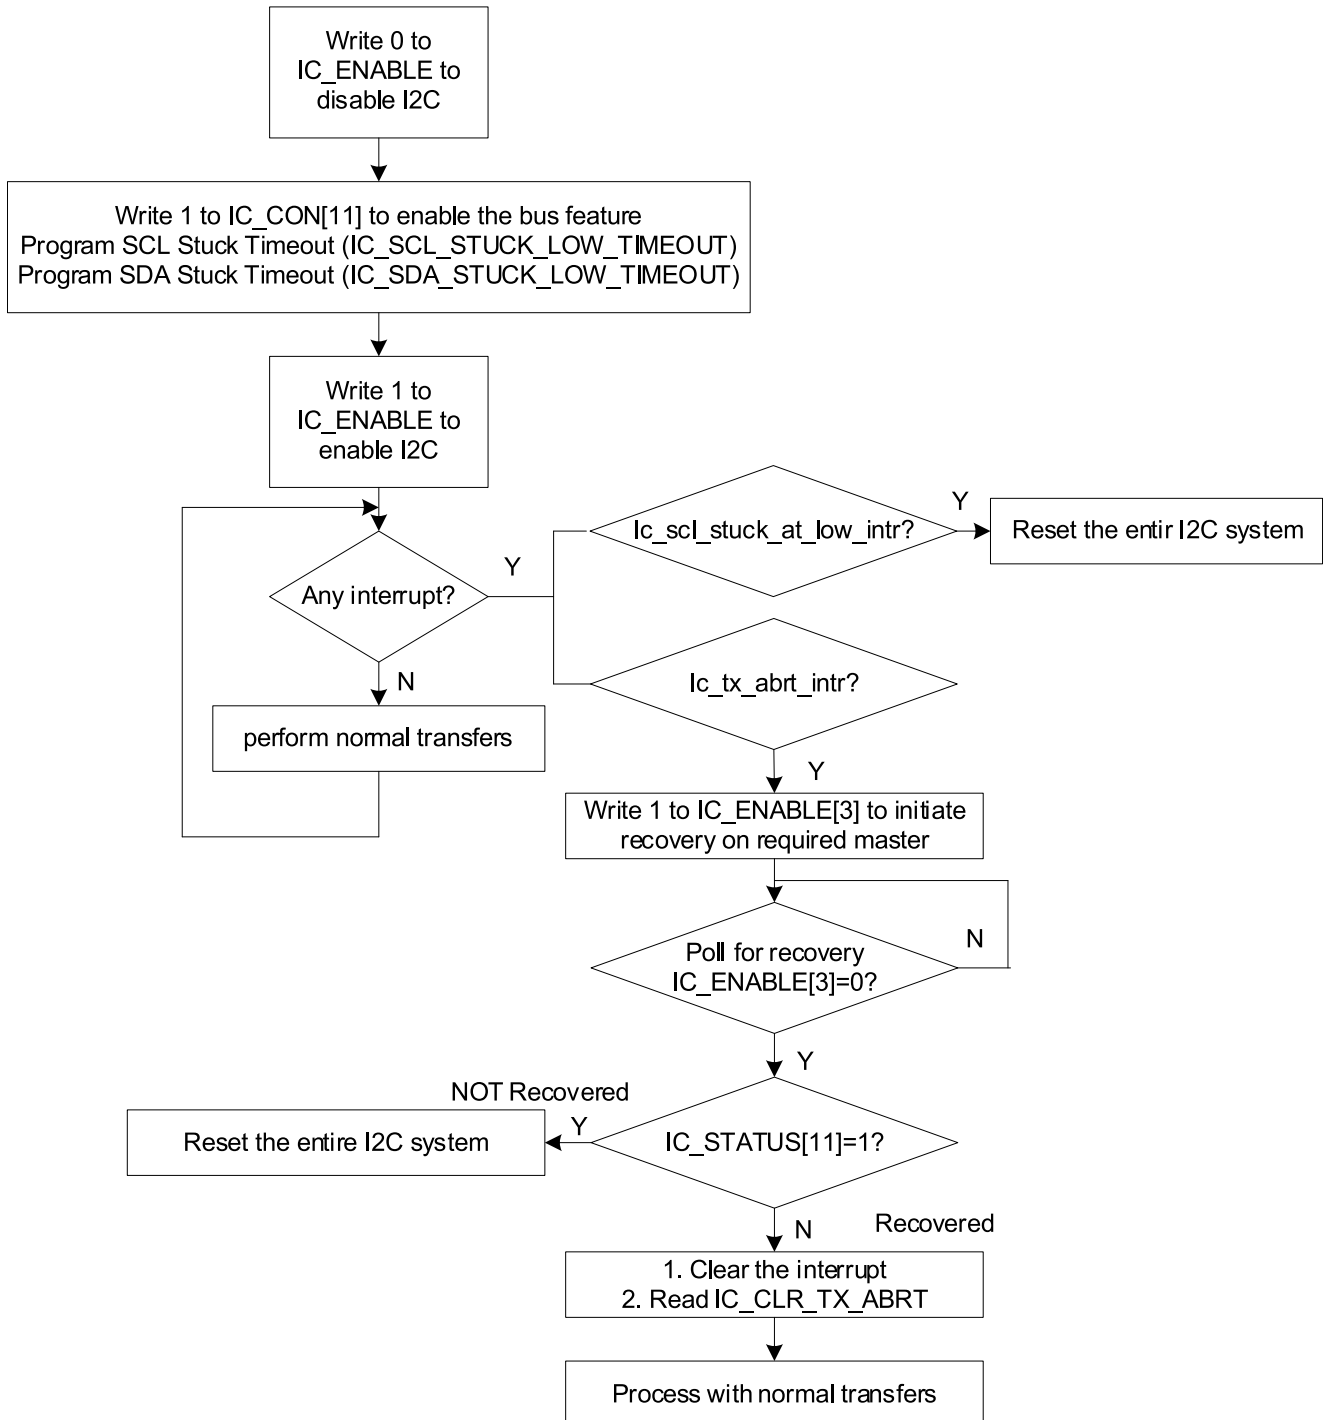 Write 0 to
IC_ENABLE to
disable I2C
Write 1 to IC_CON[11] to enable the bus feature
Program SCL Stuck Timeout (IC_SCL_STUCK_LOW_TIMEOUT)
Program SDA Stuck Timeout (IC_SDA_STUCK_LOW_TIMEOUT)
Write 1 to
IC_ENABLE to
enable I2C
Any interrupt?
Y
N
perform normal transfers
Ic_scl_stuck_at_low_intr?
Y
Reset the entir I2C system
Ic_tx_abrt_intr?
Y
Write 1 to IC_ENABLE[3] to initiate
recovery on required master
Poll for recovery
IC_ENABLE[3]=0?
N
Y
IC_STATUS[11]=1?
NOT Recovered
Y
Reset the entire I2C system
N
Recovered
1. Clear the interrupt
2. Read IC_CLR_TX_ABRT
Process with normal transfers